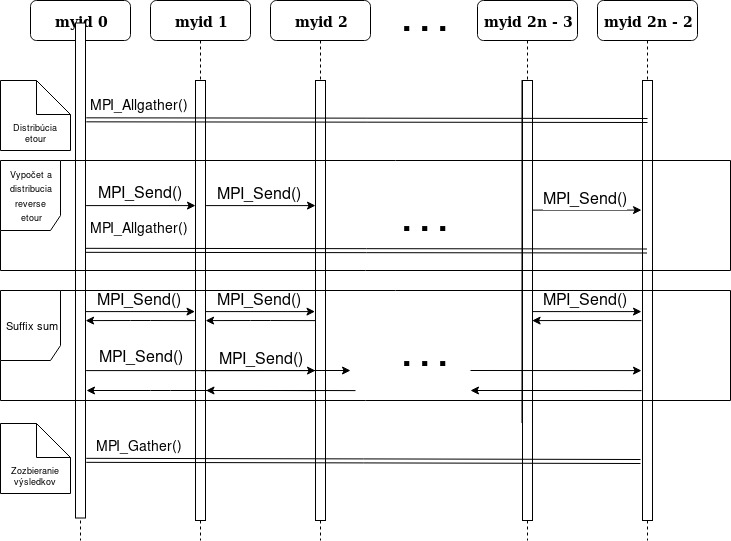 myid 0
myid 1
myid 2
...
myid 2n - 3
myid 2n - 2
MPI_Allgather()
Distribúcia
etour
Vypočet a
distribucia
reverse
etour
MPI_Send()
MPI_Send()
MPI_Send()
MPI_Allgather()
...
MPI_Send()
MPI_Send()
MPI_Send()
Suffix sum
MPI_Send()
MPI_Send()
...
MPI_Gather()
Zozbieranie
výsledkov